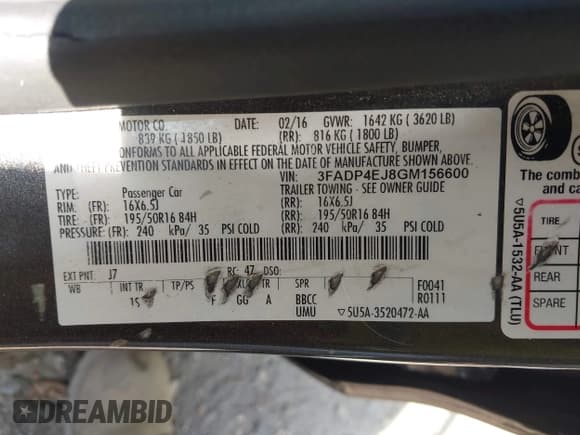 MOTOR CO. DATE: 02/16 GVWR: 1642 KG ( 3620 LB)
839 KG ( 1850 LB) (RR): 816 KG ( 1800 LB)
CONFORMS TO ALL APPLICABLE FEDERAL MOTOR VEHICLE SAFETY, BUMPER,
PREVENTION STANDARDS IN EFFECT ON THE DATE OF
VIN: 3FADP4EJ8GM156600
TYPE: Passenger Car TRAILER TOWING - SEE OWNER GUIDE
RIM: (FR) 16X6.5J (RR): 16X6.5J
TIRE: (FR): 195/50R16 84H (RR): 195/50R16 84H
PRESSURE: (FR): 240 kPa/ 35 PSI COLD (RR): 240 kPa/ 35 PSI COLD
EXT PNT: J7 RC: 47 DSO:
WB INT TR TP/PS TR SPR F0041
15 F GG A BBCC R0111
UMU ▽5U5A-3520472-AA
▽5U5A-1532-AA (TLU)
The comb
and ca
TIRE
FRONT
REAR
SPARE
DREAMBID